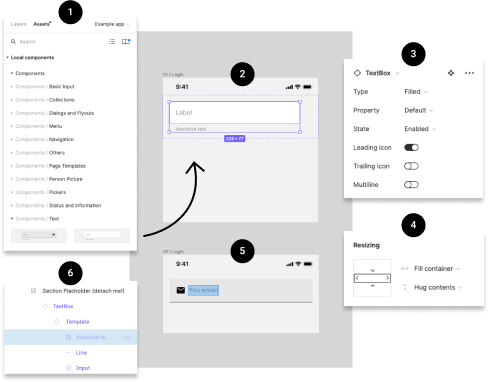 1
Layers Assets Example app
Search
Local components
Components
Components / Basic Input
Components / Collections
Components / Dialogs and Flyouts
Components / Menu
Components / Navigation
Components / Others
Components / Page Templates
Components / Person Picture
Components / Pickers
Components / Status and Information
Components / Text
2
01.1 Login
9:41
Label
Assistive text
328 × 77
3
TextBox
Type Filled
Property Default
State Enabled
Leading icon
Trailing icon
Multiline
4
Resizing
Fill container
Hug contents
5
01.1 Login
9:41
You email
6
.Section Placholder (detach me!)
TextBox
.Template
Assistive te...
Line
Input